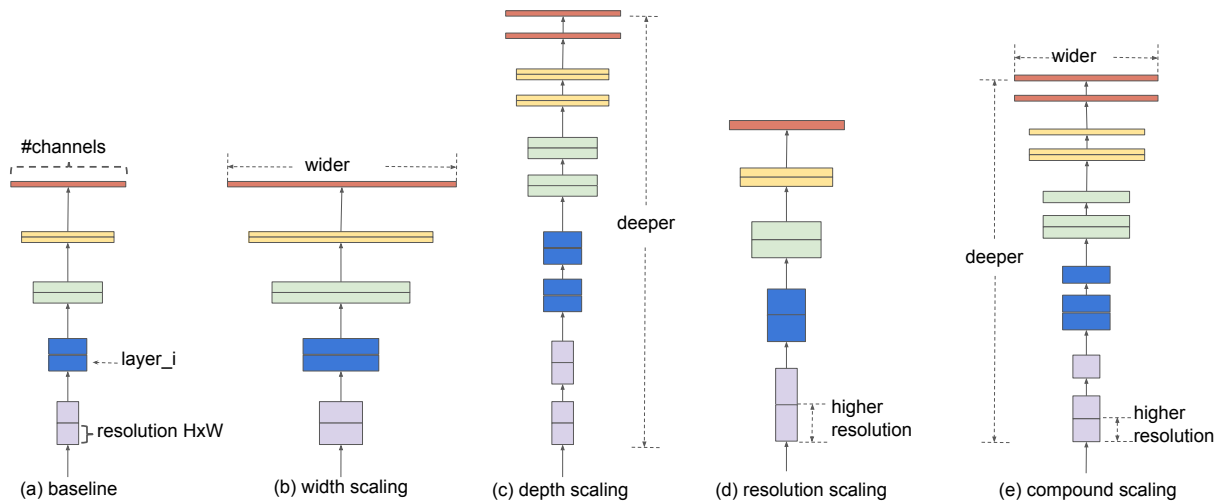 #channels
layer_i
resolution HxW
(a) baseline
wider
(b) width scaling
deeper
(c) depth scaling
higher
resolution
(d) resolution scaling
wider
deeper
higher
resolution
(e) compound scaling